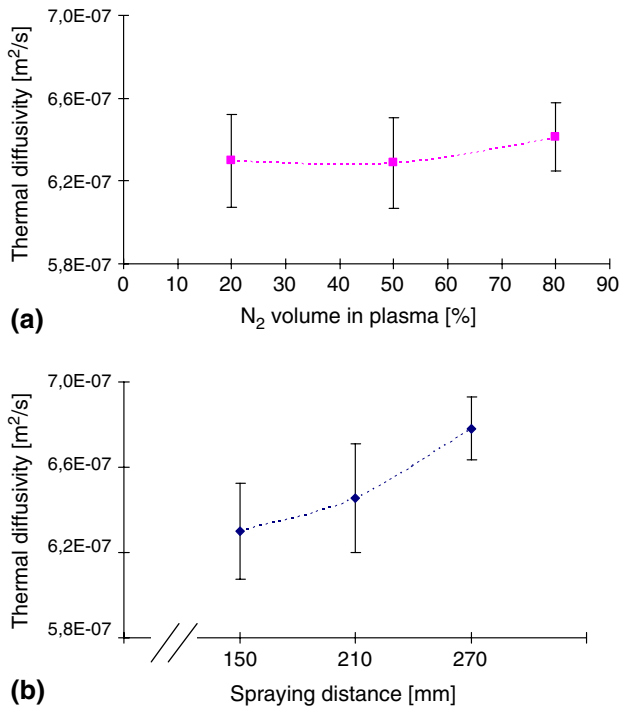 Thermal diffusivity [m²/s]
7,0E-07
6,6E-07
6,2E-07
5,8E-07
0 10 20 30 40 50 60 70 80 90
N₂ volume in plasma [%]
(a)
Thermal diffusivity [m²/s]
7,0E-07
6,6E-07
6,2E-07
5,8E-07
150 210 270
Spraying distance [mm]
(b)